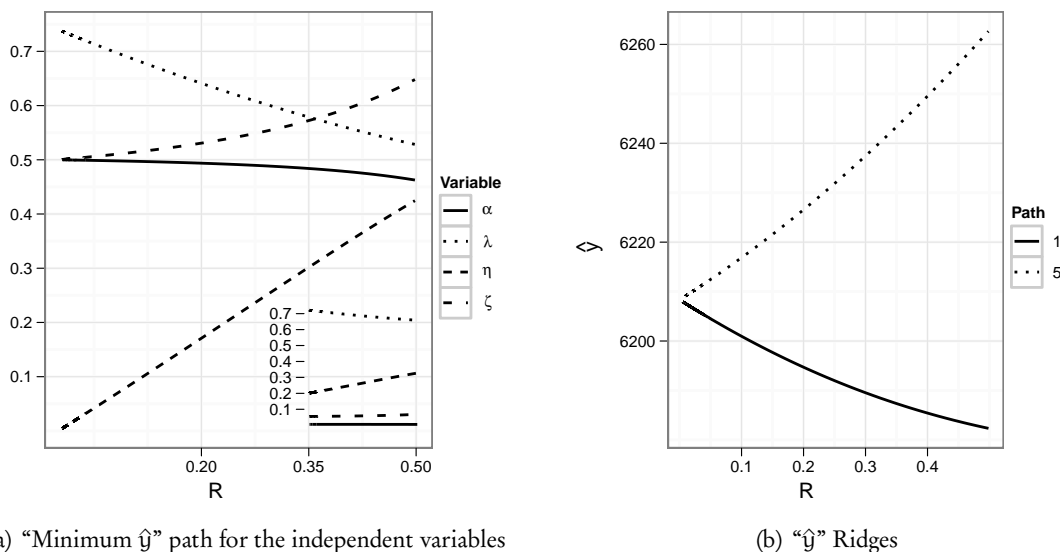 0.7
0.6
0.5
0.4
0.3
0.2
0.1
0.7
0.6
0.5
0.4
0.3
0.2
0.1
0.20 0.35 0.50
R
Variable
α
λ
η
ζ
6260
6240
6220
6200
ŷ
0.1 0.2 0.3 0.4
R
Path
1
5
) “Minimum ŷ” path for the independent variables
(b) “ŷ” Ridges